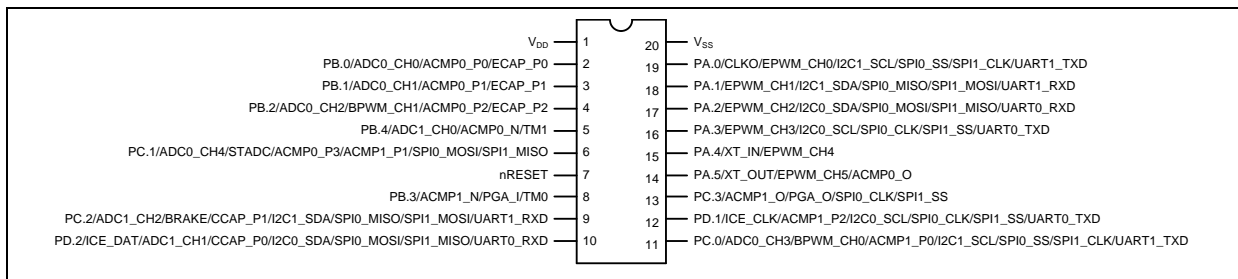 V_DD 1 20 V_SS
PB.0/ADC0_CH0/ACMP0_P0/ECAP_P0 2 19 PA.0/CLKO/EPWM_CH0/I2C1_SCL/SPI0_SS/SPI1_CLK/UART1_TXD
PB.1/ADC0_CH1/ACMP0_P1/ECAP_P1 3 18 PA.1/EPWM_CH1/I2C1_SDA/SPI0_MISO/SPI1_MOSI/UART1_RXD
PB.2/ADC0_CH2/BPWM_CH1/ACMP0_P2/ECAP_P2 4 17 PA.2/EPWM_CH2/I2C0_SDA/SPI0_MOSI/SPI1_MISO/UART0_RXD
PB.4/ADC1_CH0/ACMP0_N/TM1 5 16 PA.3/EPWM_CH3/I2C0_SCL/SPI0_CLK/SPI1_SS/UART0_TXD
PC.1/ADC0_CH4/STADC/ACMP0_P3/ACMP1_P1/SPI0_MOSI/SPI1_MISO 6 15 PA.4/XT_IN/EPWM_CH4
nRESET 7 14 PA.5/XT_OUT/EPWM_CH5/ACMP0_O
PB.3/ACMP1_N/PGA_I/TM0 8 13 PC.3/ACMP1_O/PGA_O/SPI0_CLK/SPI1_SS
PC.2/ADC1_CH2/BRAKE/CCAP_P1/I2C1_SDA/SPI0_MISO/SPI1_MOSI/UART1_RXD 9 12 PD.1/ICE_CLK/ACMP1_P2/I2C0_SCL/SPI0_CLK/SPI1_SS/UART0_TXD
PD.2/ICE_DAT/ADC1_CH1/CCAP_P0/I2C0_SDA/SPI0_MOSI/SPI1_MISO/UART0_RXD 10 11 PC.0/ADC0_CH3/BPWM_CH0/ACMP1_P0/I2C1_SCL/SPI0_SS/SPI1_CLK/UART1_TXD